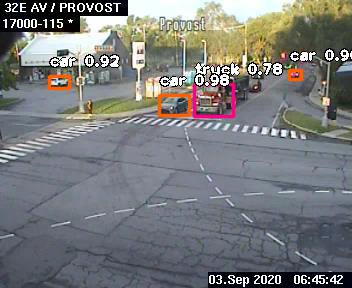 32E AV / PROVOST
17000-115 *
Provost
car 0.92
truck 0.78
car 0.9
car 0.98
03.Sep 2020 06:45:42